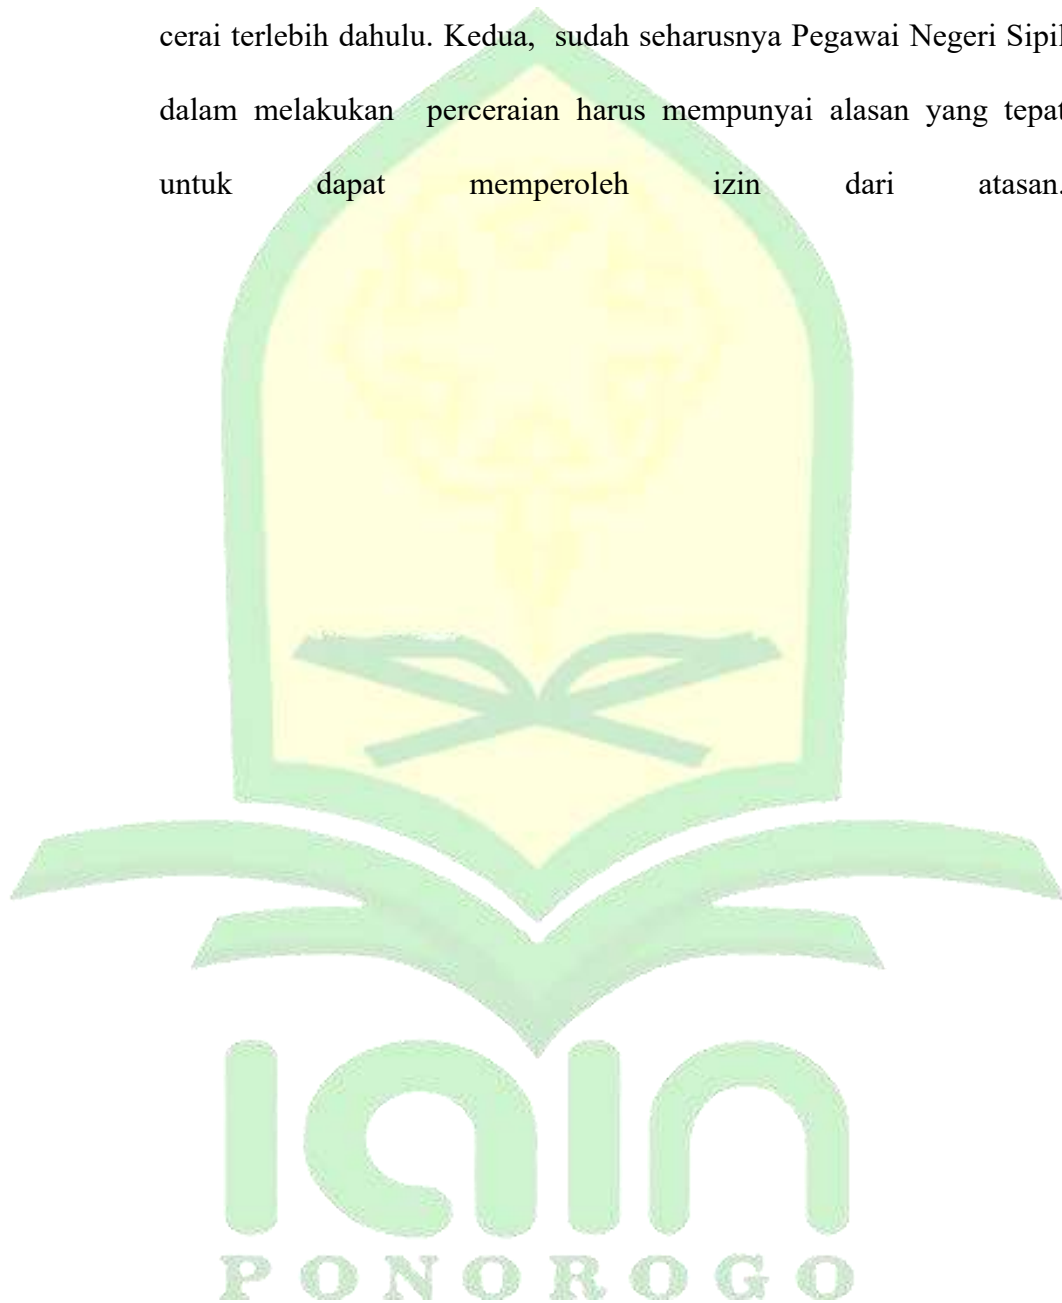 cerai terlebih dahulu. Kedua, sudah seharusnya Pegawai Negeri Sipil
dalam melakukan perceraian harus mempunyai alasan yang tepat
untuk dapat memperoleh izin dari atasan.
iain
PONOROGO